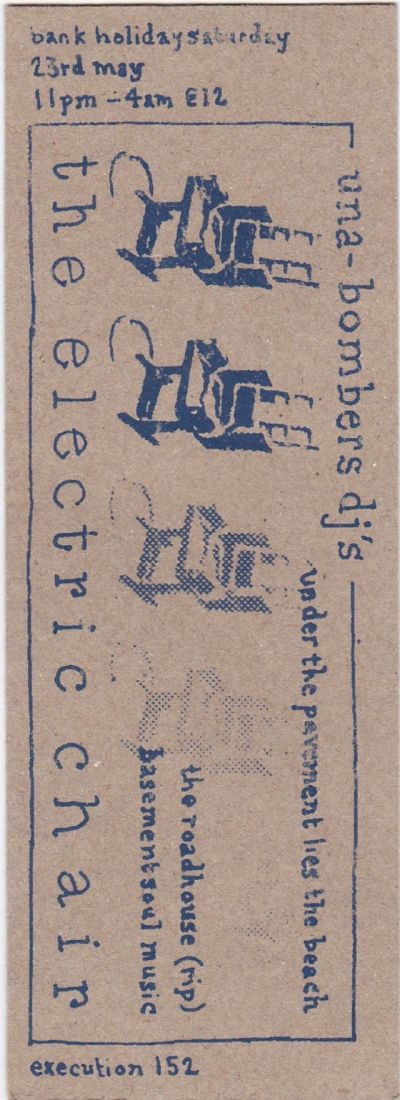 bank holiday saturday
23rd may
11pm - 4am £12
una-bombers dj's
under the pavement lies the beach
the roadhouse (rip)
basement soul music
the electric chair
execution 152